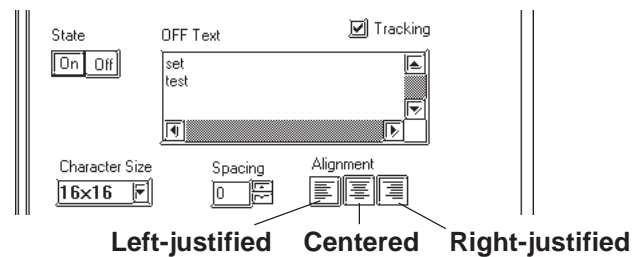 State OFF Text Tracking
On Off
set
test
Character Size Spacing Alignment
16x16 0
Left-justified Centered Right-justified